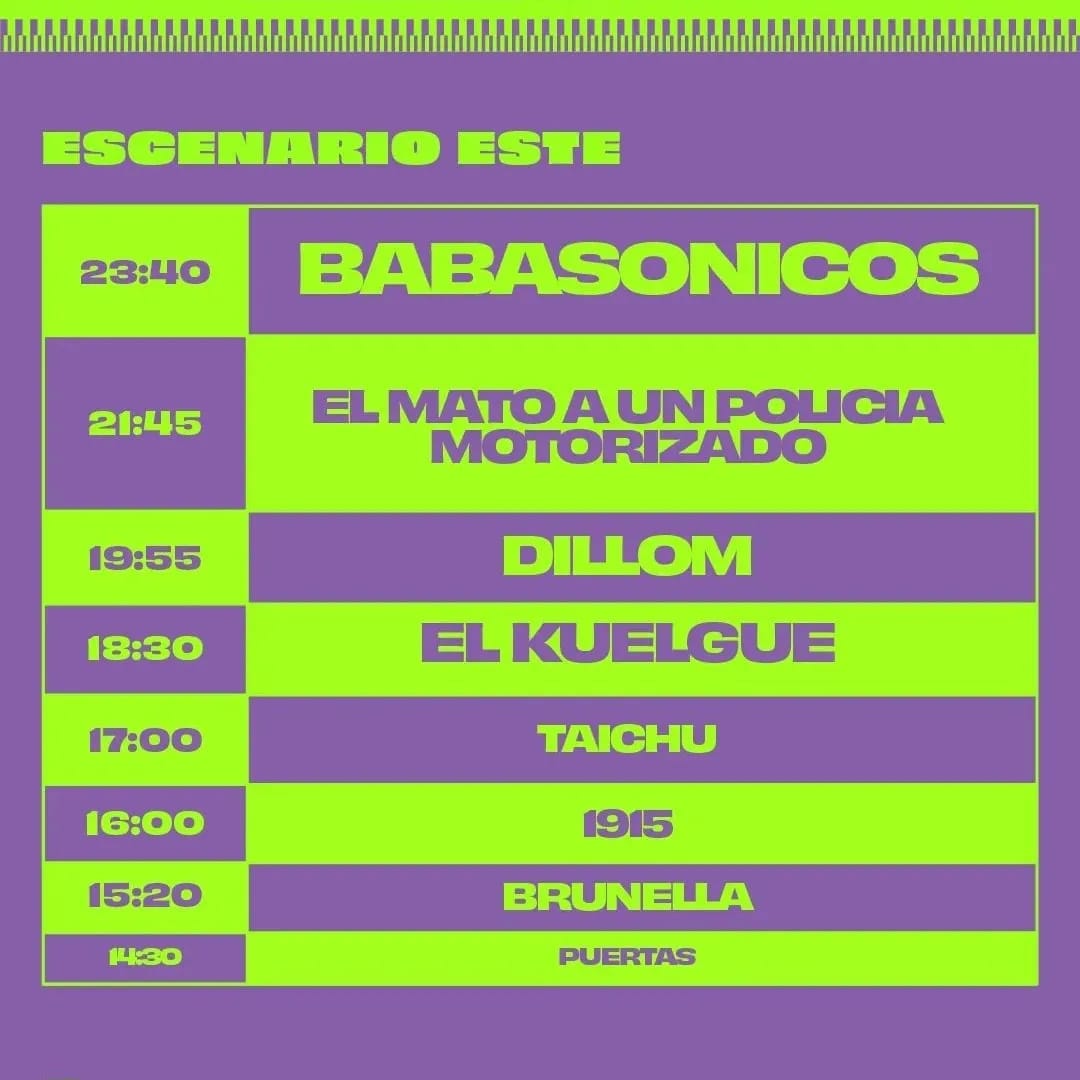 ESCENARIO ESTE
23:40 BABASONICOS
21:45 EL MATO A UN POLICIA
MOTORIZADO
19:55 DILLOM
18:30 EL KUELGUE
17:00 TAICHU
16:00 1915
15:20 BRUNELLA
14:30 PUERTAS